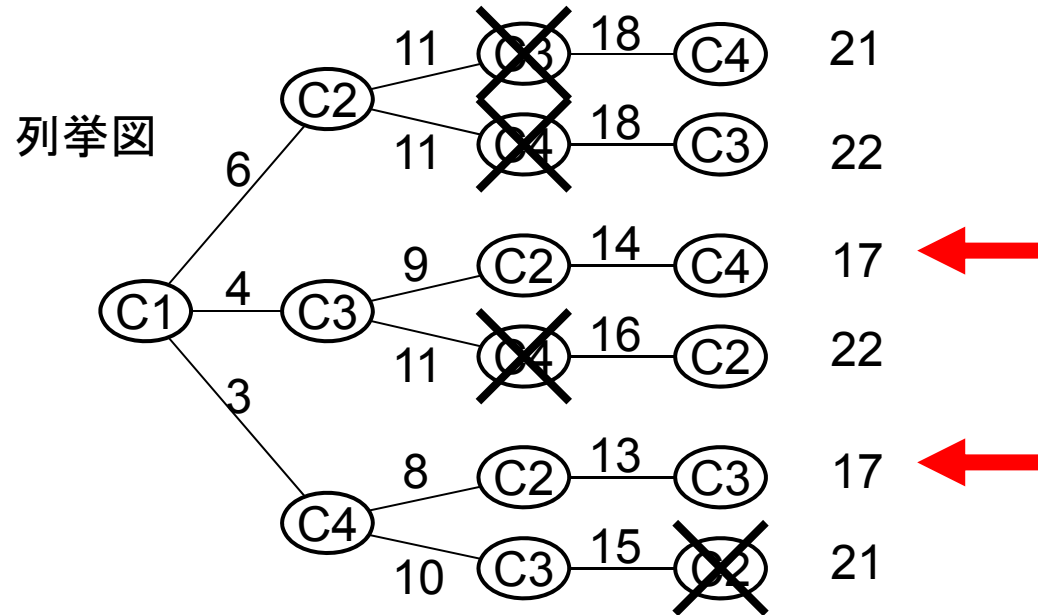 11 C3 18 C4 21
C2
列挙図
11 C4 18 C3 22
6
9 C2 14 C4 17
C1 4 C3
11 C4 16 C2 22
3
8 C2 13 C3 17
C4
10 C3 15 C2 21